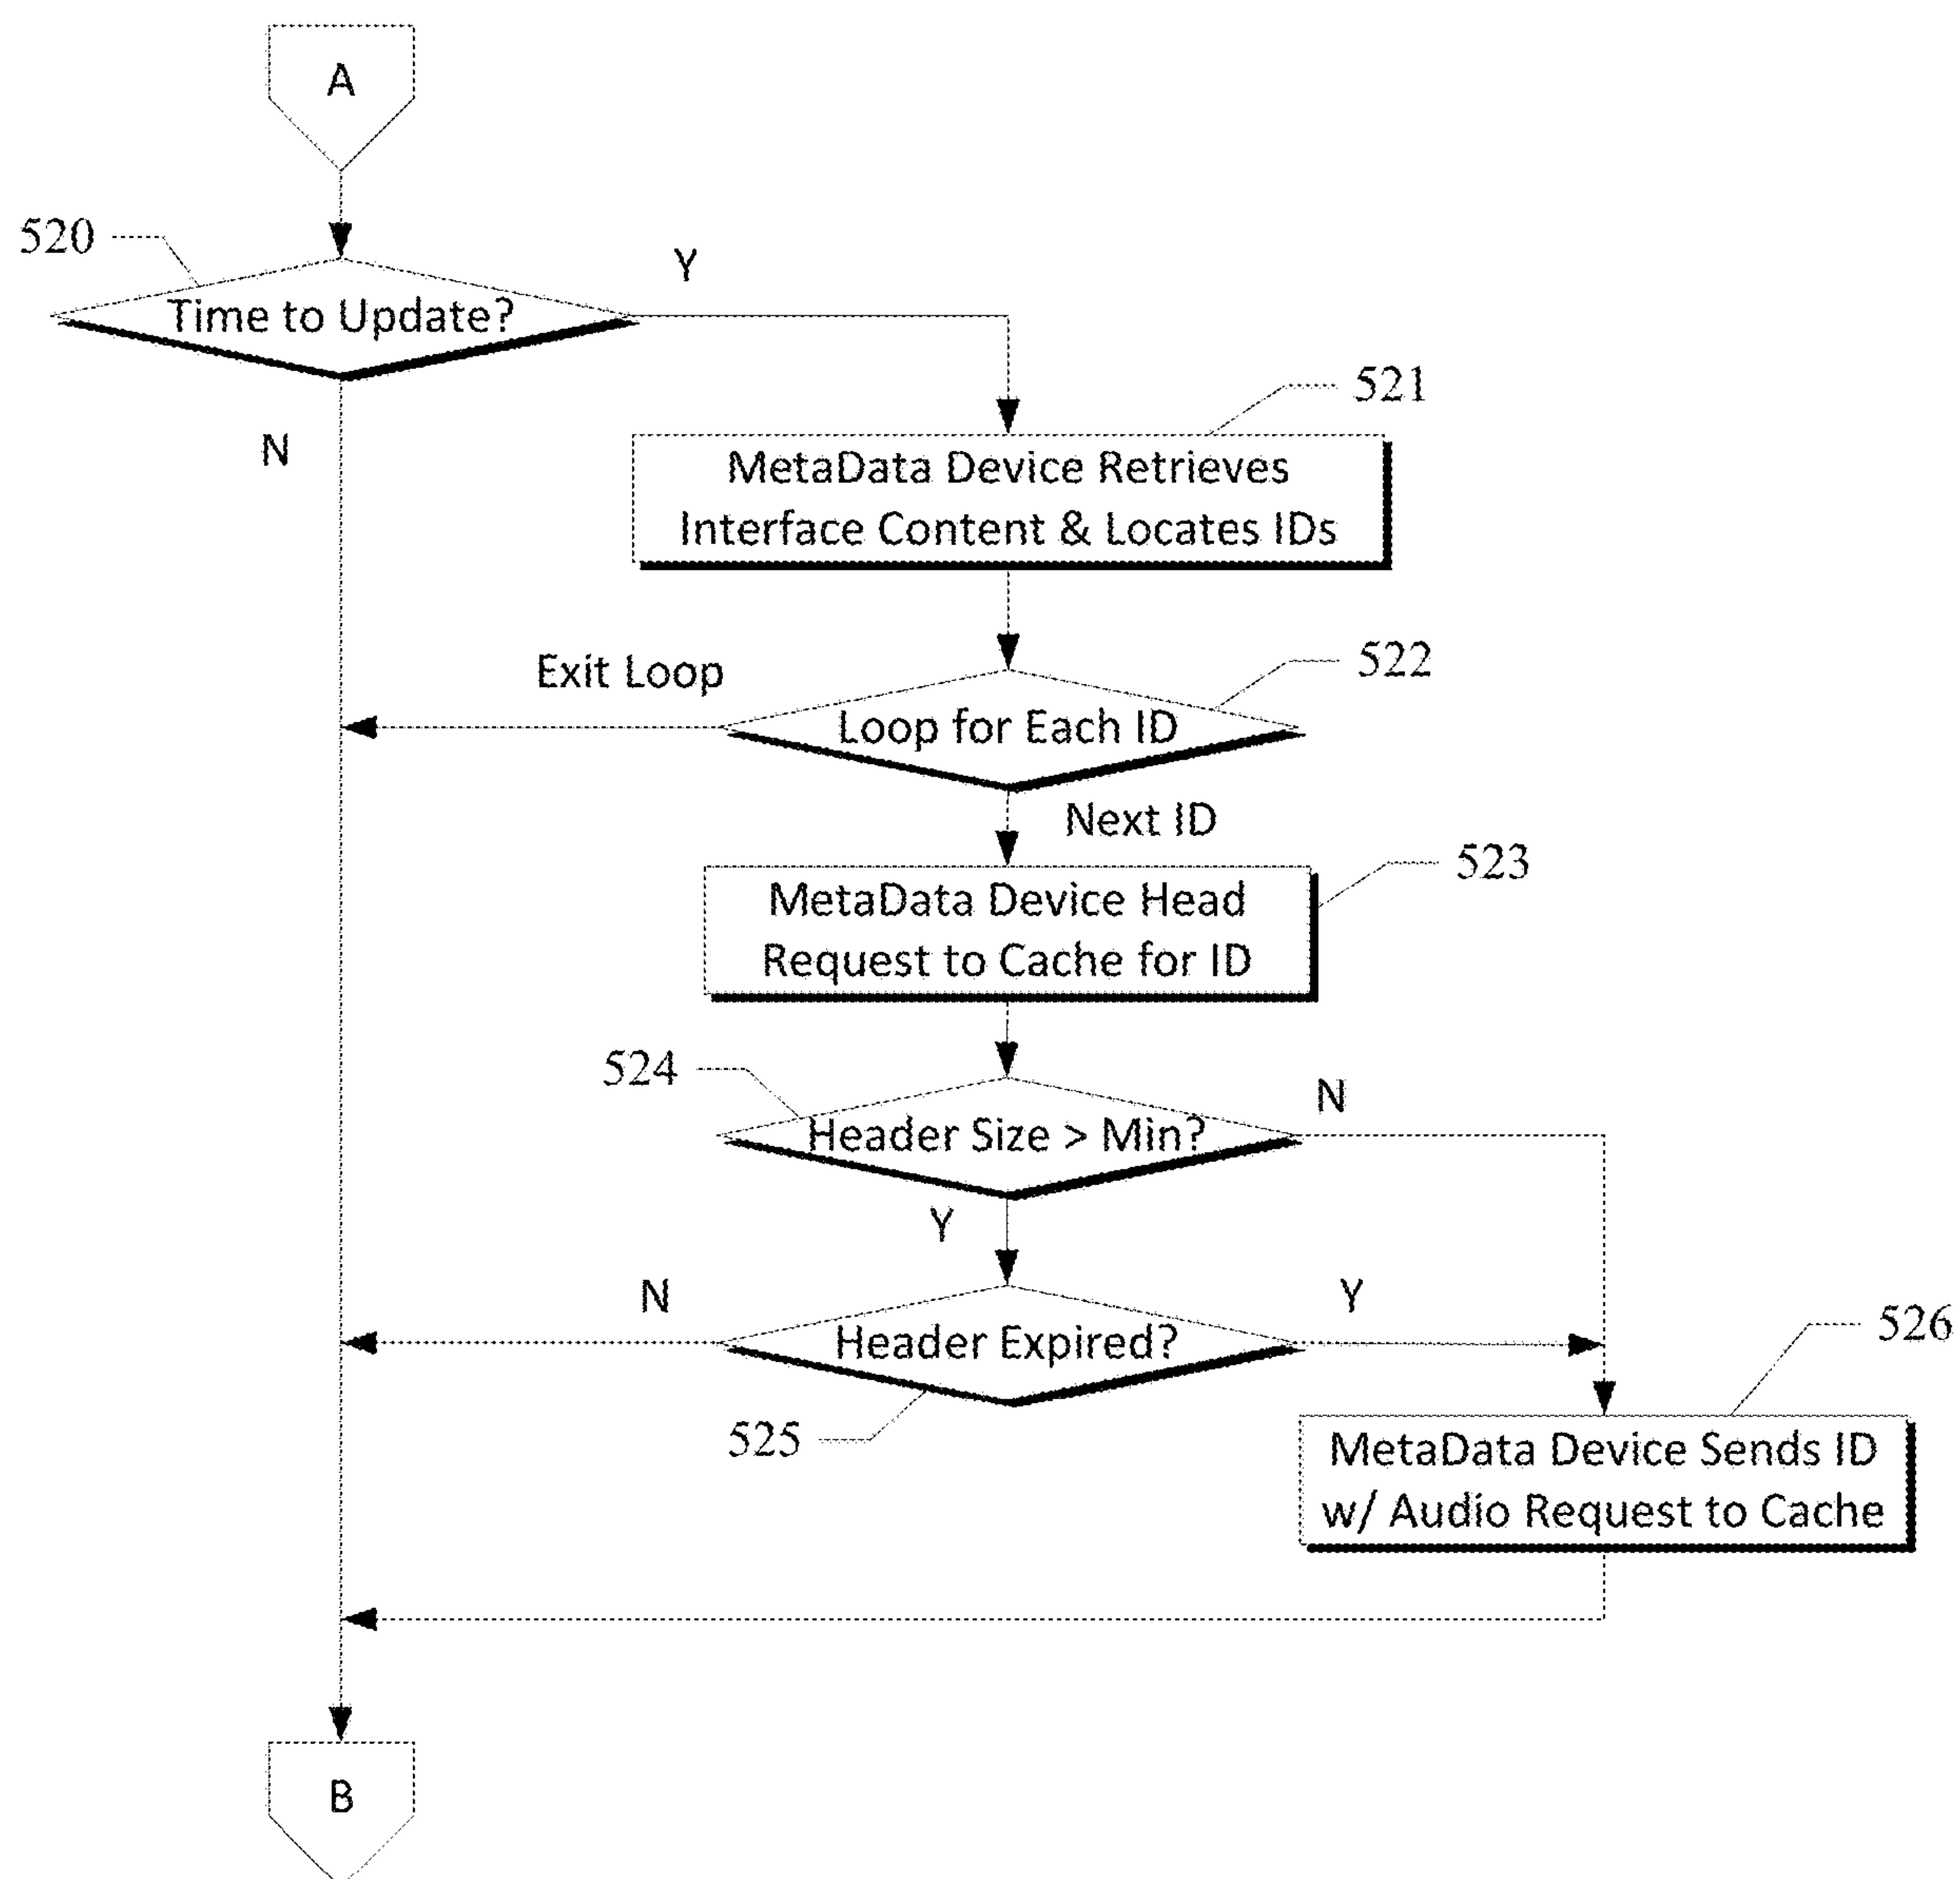 A
520
Y
Time to Update?
521
N
MetaData Device Retrieves
Interface Content & Locates IDs
Exit Loop
522
Loop for Each ID
Next ID
523
MetaData Device Head
Request to Cache for ID
524
N
Header Size > Min?
Y
N
Y
Header Expired?
526
525
MetaData Device Sends ID
w/ Audio Request to Cache
B